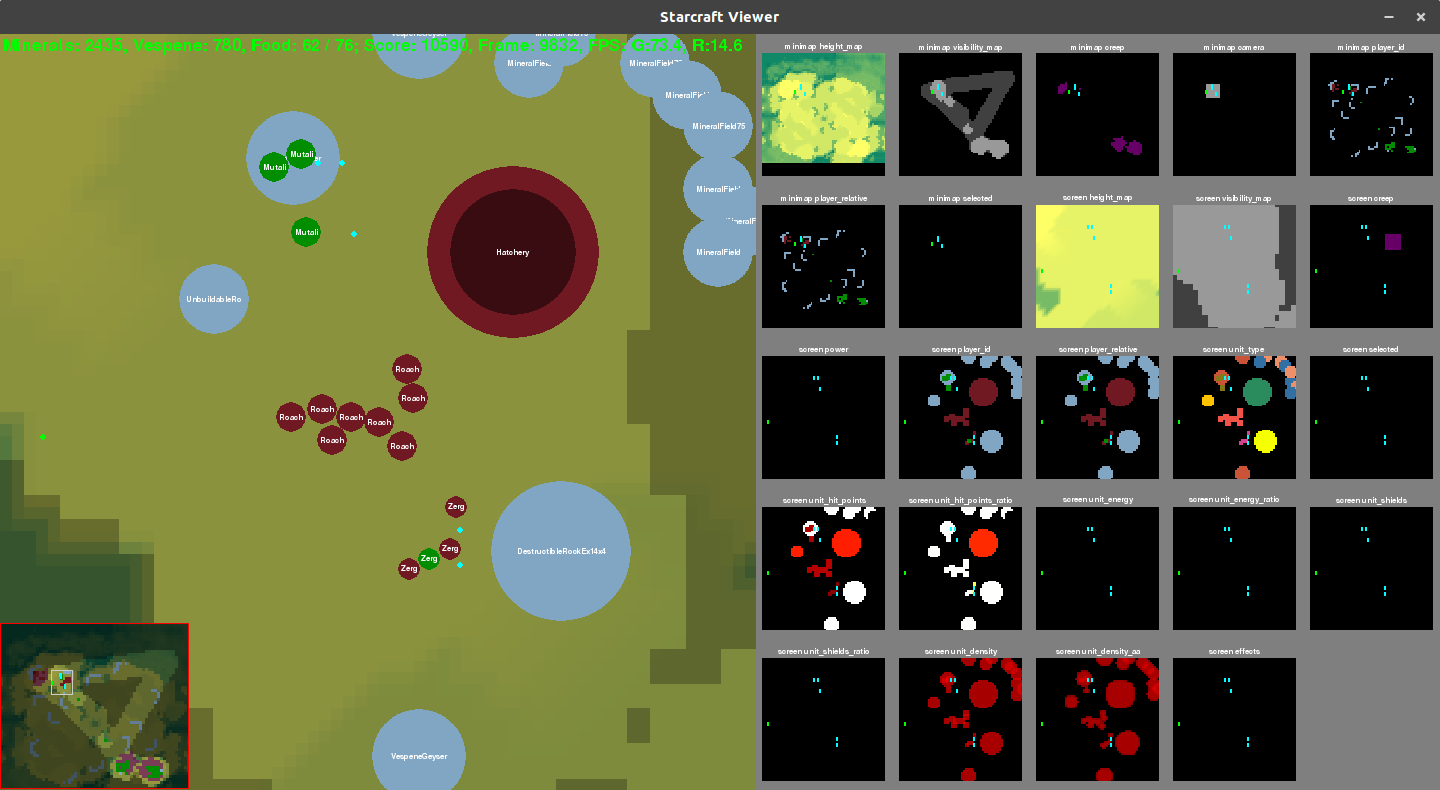 Starcraft Viewer
Minerals: 2435, Vespene: 780, Food: 62 / 76; Score: 10590, Frame: 9832, FPS: G:73.4, R:14.6
MineralField75
Mutali
Mutali
Mutali
MineralField
Hatchery
UnbuildableRo
Roach
Roach
Roach
Roach
Roach
Roach
Roach
Roach
Zerg
Zerg
Zerg
Zerg
DestructibleRockEx14x4
VespeneGeyser
minimap height_map
minimap visibility_map
minimap creep
minimap camera
minimap player_id
minimap player_relative
minimap selected
screen height_map
screen visibility_map
screen creep
screen power
screen player_id
screen player_relative
screen unit_type
screen selected
screen unit_hit_points
screen unit_hit_points_ratio
screen unit_energy
screen unit_energy_ratio
screen unit_shields
screen unit_shields_ratio
screen unit_density
screen unit_density_aa
screen effects